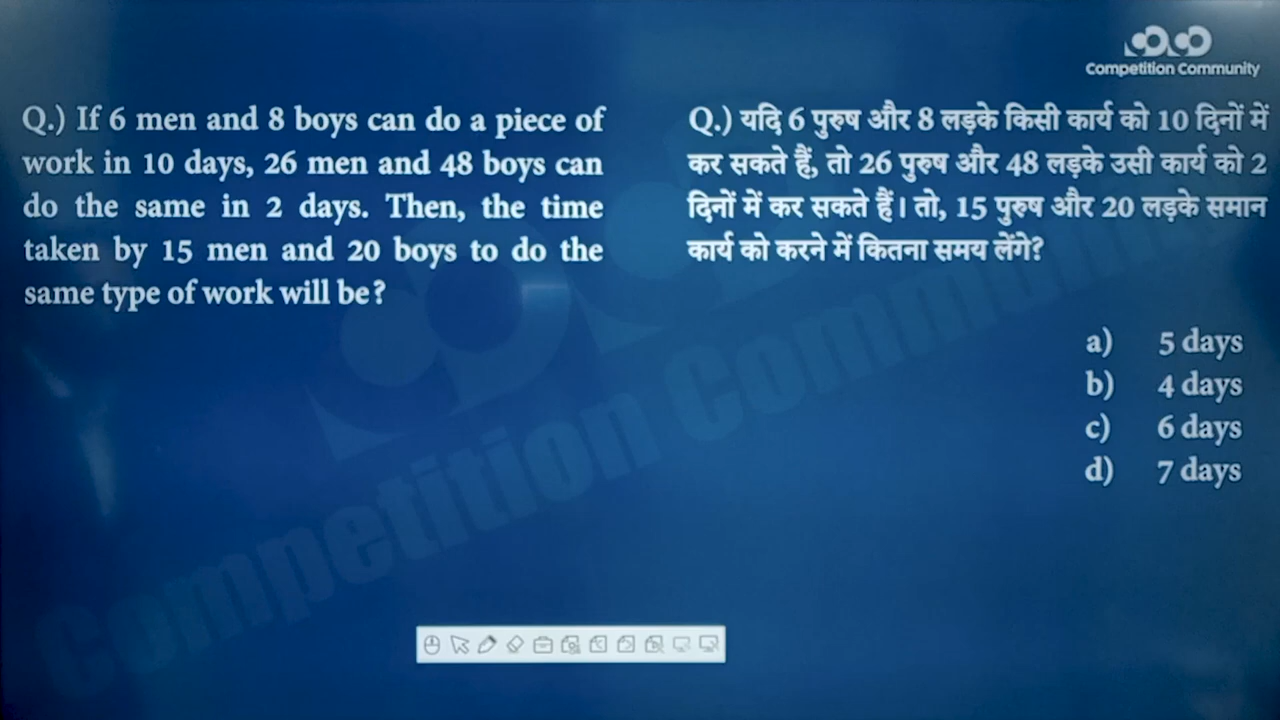 Competition Community
Q.) If 6 men and 8 boys can do a piece of
work in 10 days, 26 men and 48 boys can
do the same in 2 days. Then, the time
taken by 15 men and 20 boys to do the
same type of work will be?
Q.) यदि 6 पुरुष और 8 लड़के किसी कार्य को 10 दिनों में
कर सकते हैं, तो 26 पुरुष और 48 लड़के उसी कार्य को 2
दिनों में कर सकते हैं। तो, 15 पुरुष और 20 लड़के समान
कार्य को करने में कितना समय लेंगे?
a) 5 days
b) 4 days
c) 6 days
d) 7 days
Competition Community